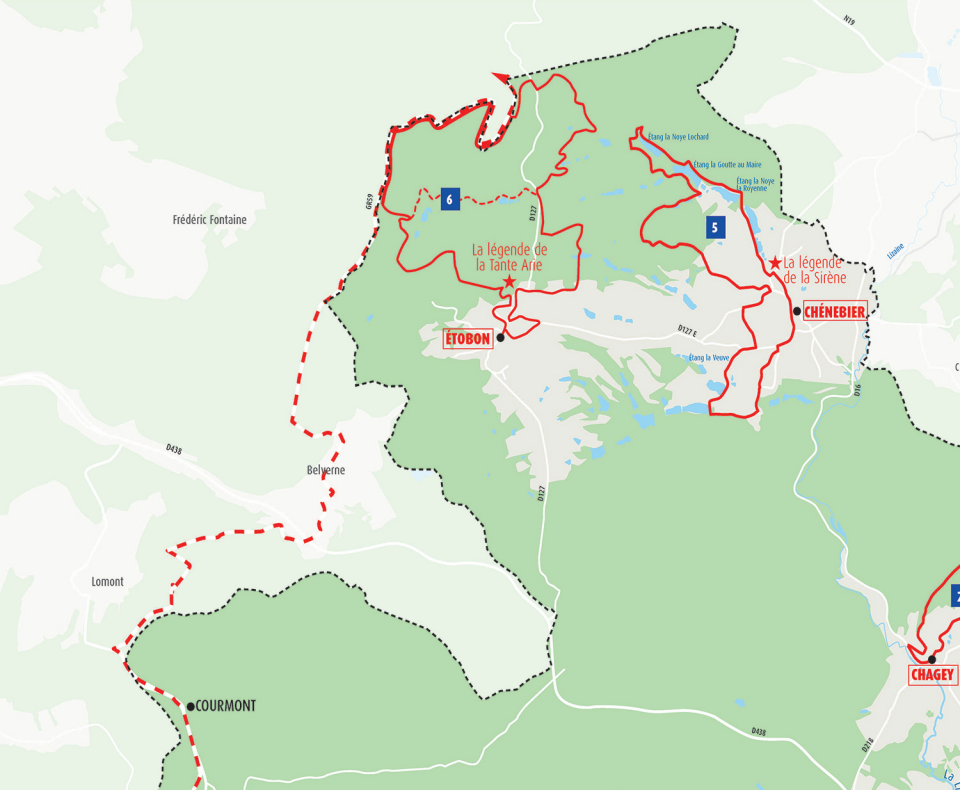 N19
Étang la Noye Lochard
Étang la Goutte au Maire
Étang la Noye
la Royenne
6
GR59
D127
5
Frédéric Fontaine
La légende de
la Tante Arie
Lizaine
La légende
de la Sirène
CHÉNEBIER
D127 E
ÉTOBON
Étang la Veuve
D16
D438
Belverne
D127
Lomont
CHAGEY
COURMONT
D438
D218